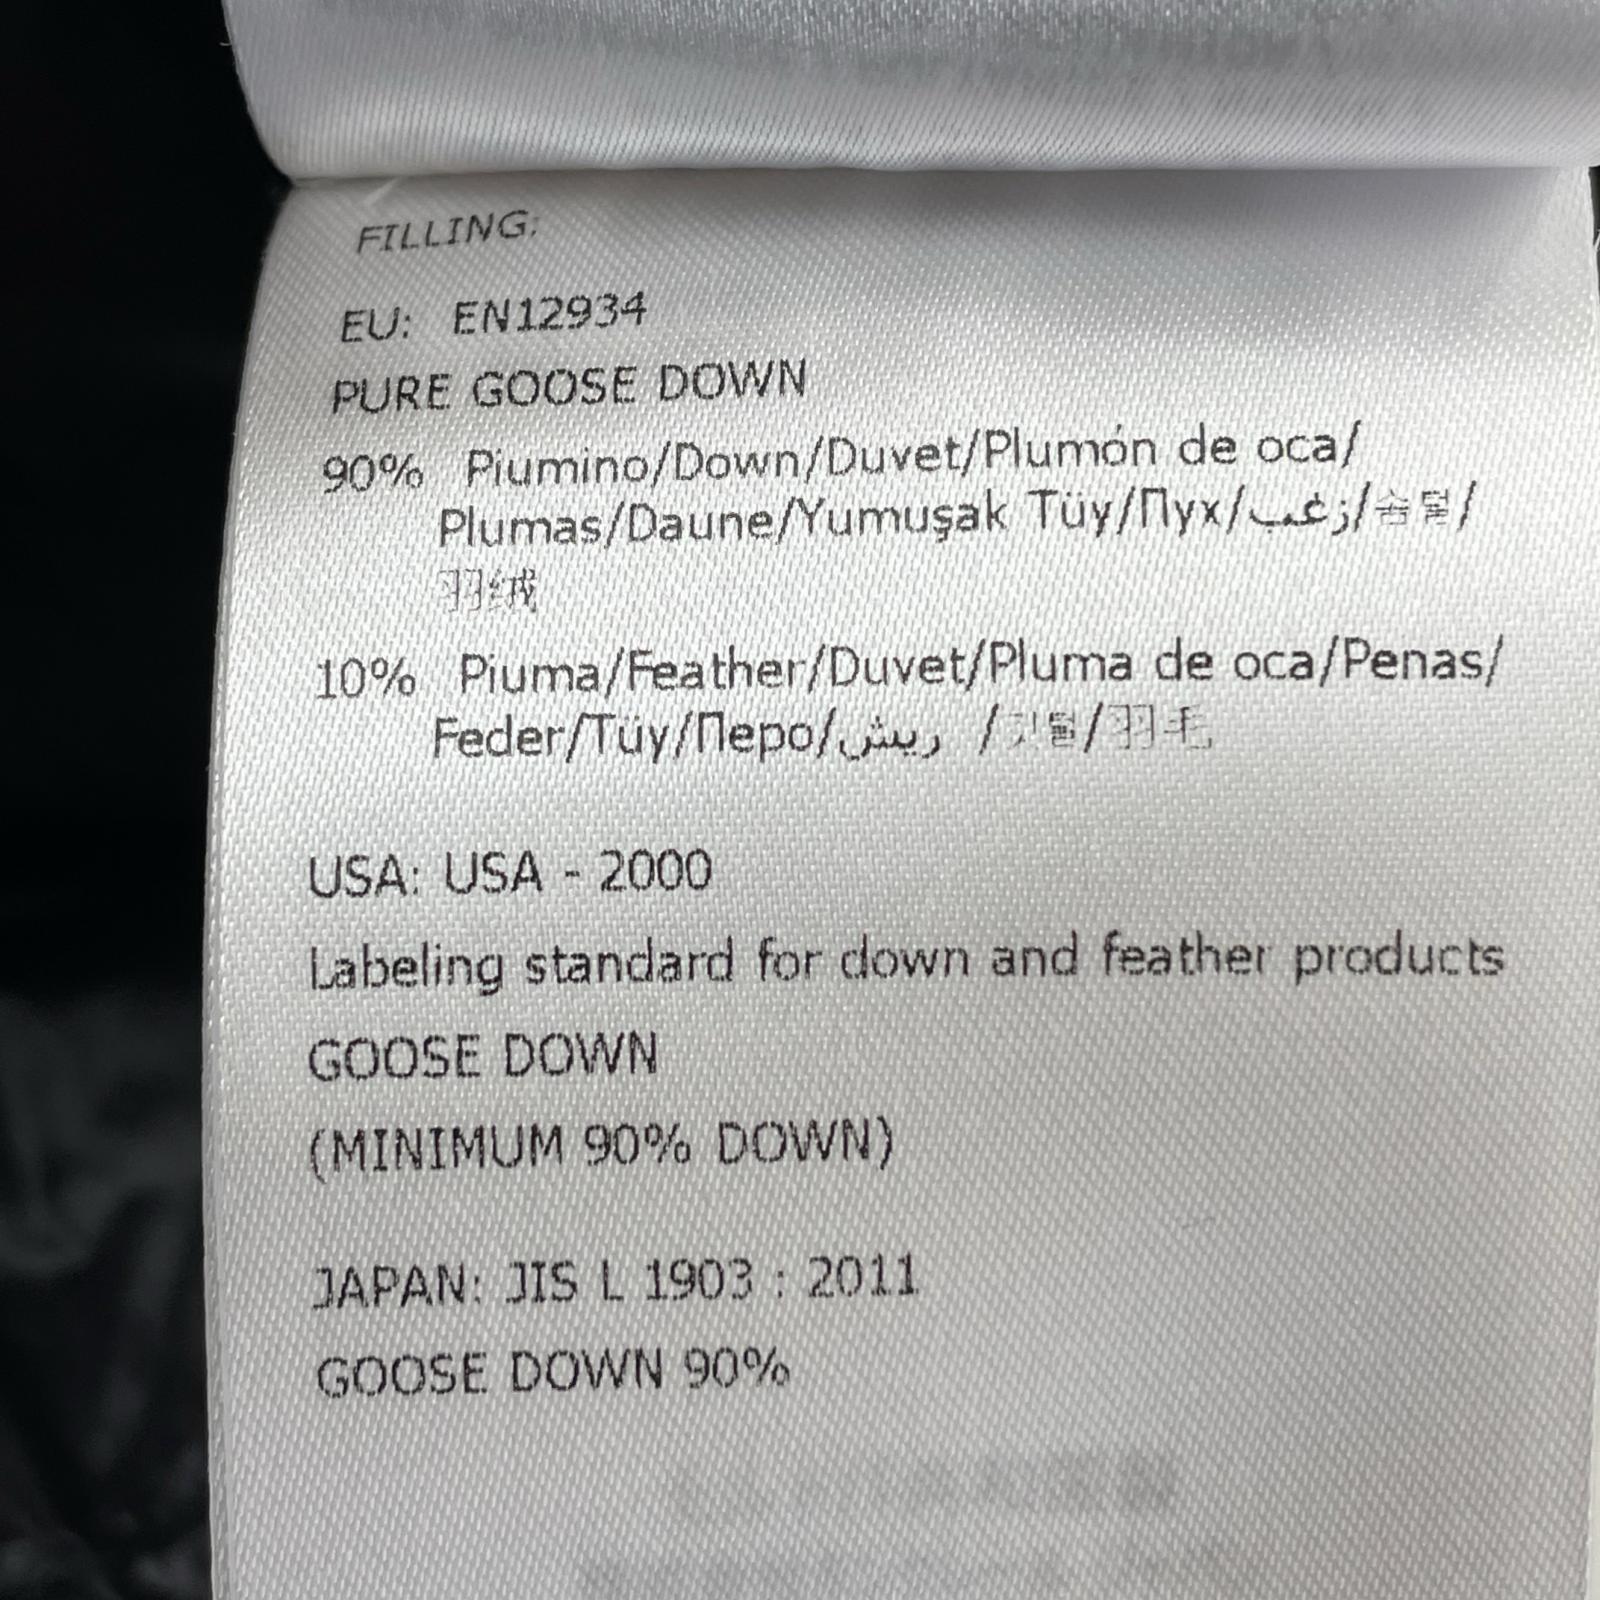 FILLING:
EU: EN12934
PURE GOOSE DOWN
90% Piumino/Down/Duvet/Plumón de oca/
Plumas/Daune/Yumuşak Tüy/Пух/زغب/솜털/
羽绒
10% Piuma/Feather/Duvet/Pluma de oca/Penas/
Feder/Tüy/Перо/ريش /깃털/羽毛
USA: USA - 2000
Labeling standard for down and feather products
GOOSE DOWN
(MINIMUM 90% DOWN)
JAPAN: JIS L 1903 : 2011
GOOSE DOWN 90%